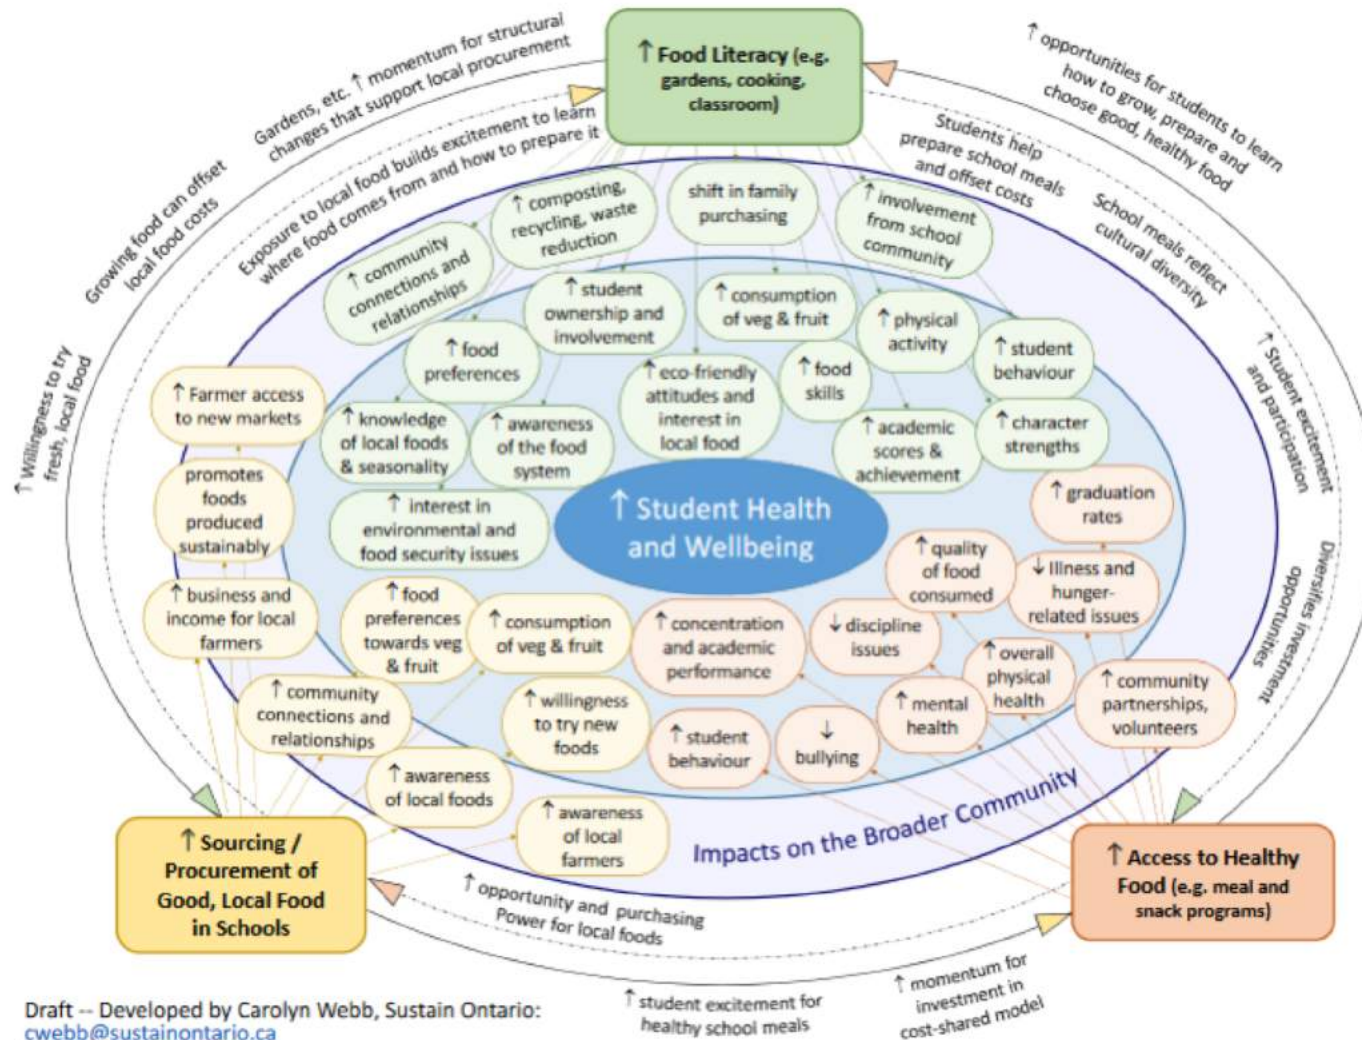 ↑ Food Literacy (e.g.
gardens, cooking,
classroom)
Gardens, etc. ↑ momentum for structural
changes that support local procurement
Growing food can offset
local food costs
Exposure to local food builds excitement to learn
where food comes from and how to prepare it
↑ Willingness to try
fresh, local food
Students help
prepare school meals
and offset costs
↑ opportunities for students to learn
how to grow, prepare and
choose good, healthy food
School meals reflect
cultural diversity
↑ Student excitement
and participation
Diversifies investment
opportunities
↑ composting,
recycling, waste
reduction
shift in family
purchasing
↑ involvement
from school
community
↑ community
connections and
relationships
↑ student
ownership and
involvement
↑ consumption
of veg & fruit
↑ physical
activity
↑ student
behaviour
↑ food
preferences
↑ eco-friendly
attitudes and
interest in
local food
↑ food
skills
↑ knowledge
of local foods
& seasonality
↑ awareness
of the food
system
↑ academic
scores &
achievement
↑ character
strengths
↑ interest in
environmental and
food security issues
↑ Farmer access
to new markets
promotes
foods
produced
sustainably
↑ business and
income for local
farmers
↑ Student Health
and Wellbeing
↑ graduation
rates
↑ quality
of food
consumed
↓ Illness and
hunger-
related issues
↑ food
preferences
towards veg
& fruit
↑ consumption
of veg & fruit
↑ concentration
and academic
performance
↓ discipline
issues
↑ overall
physical
health
↑ community
partnerships,
volunteers
↑ community
connections and
relationships
↑ willingness
to try new
foods
↑ student
behaviour
↓
bullying
↑ mental
health
↑ awareness
of local foods
↑ awareness
of local
farmers
Impacts on the Broader Community
↑ Sourcing /
Procurement of
Good, Local Food
in Schools
↑ Access to Healthy
Food (e.g. meal and
snack programs)
↑ opportunity and purchasing
Power for local foods
↑ student excitement for
healthy school meals
↑ momentum for
investment in
cost-shared model
Draft -- Developed by Carolyn Webb, Sustain Ontario:
cwebb@sustainontario.ca